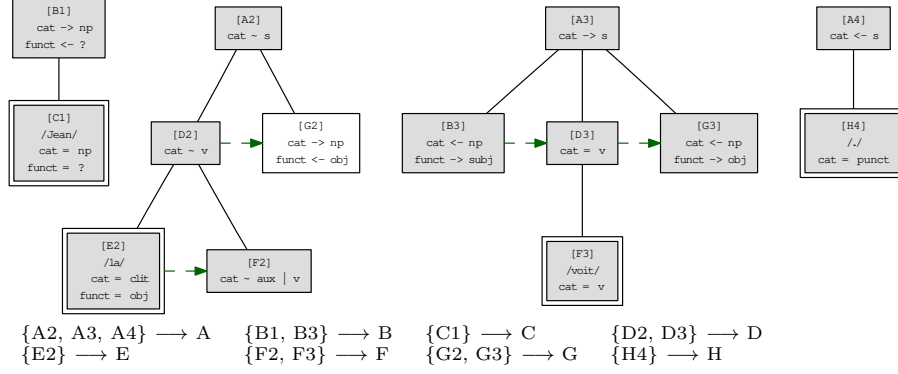 [B1]
cat -> np
funct <- ?
[C1]
/Jean/
cat = np
funct = ?
[A2]
cat ~ s
[D2]
cat ~ v
[G2]
cat -> np
funct <- obj
[E2]
/la/
cat = clit
funct = obj
[F2]
cat ~ aux | v
[A3]
cat -> s
[B3]
cat <- np
funct -> subj
[D3]
cat = v
[G3]
cat <- np
funct -> obj
[F3]
/voit/
cat = v
[A4]
cat <- s
[H4]
/./
cat = punct
{A2, A3, A4} ⟶ A {B1, B3} ⟶ B {C1} ⟶ C {D2, D3} ⟶ D
{E2} ⟶ E {F2, F3} ⟶ F {G2, G3} ⟶ G {H4} ⟶ H